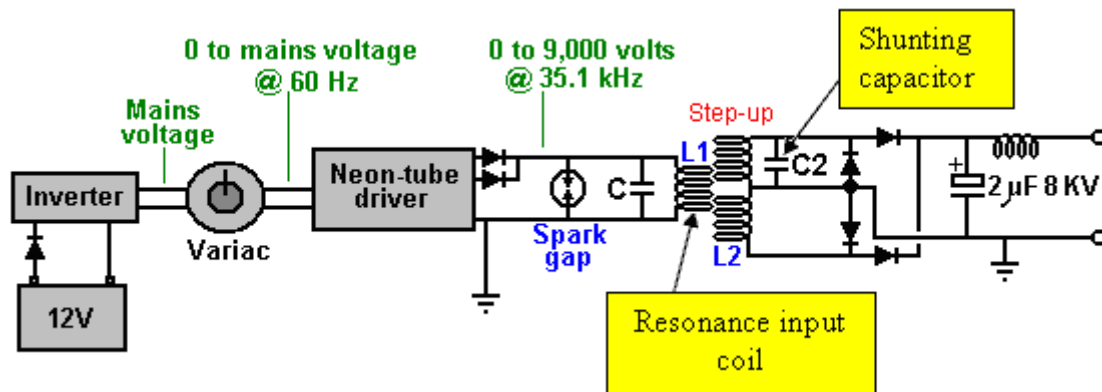 0 to mains voltage
@ 60 Hz
0 to 9,000 volts
@ 35.1 kHz
Shunting
capacitor
Mains
voltage
Step-up
Inverter
Variac
Neon-tube
driver
C
Spark
gap
L1
L2
C2
+
2 µF 8 KV
12V
Resonance input
coil